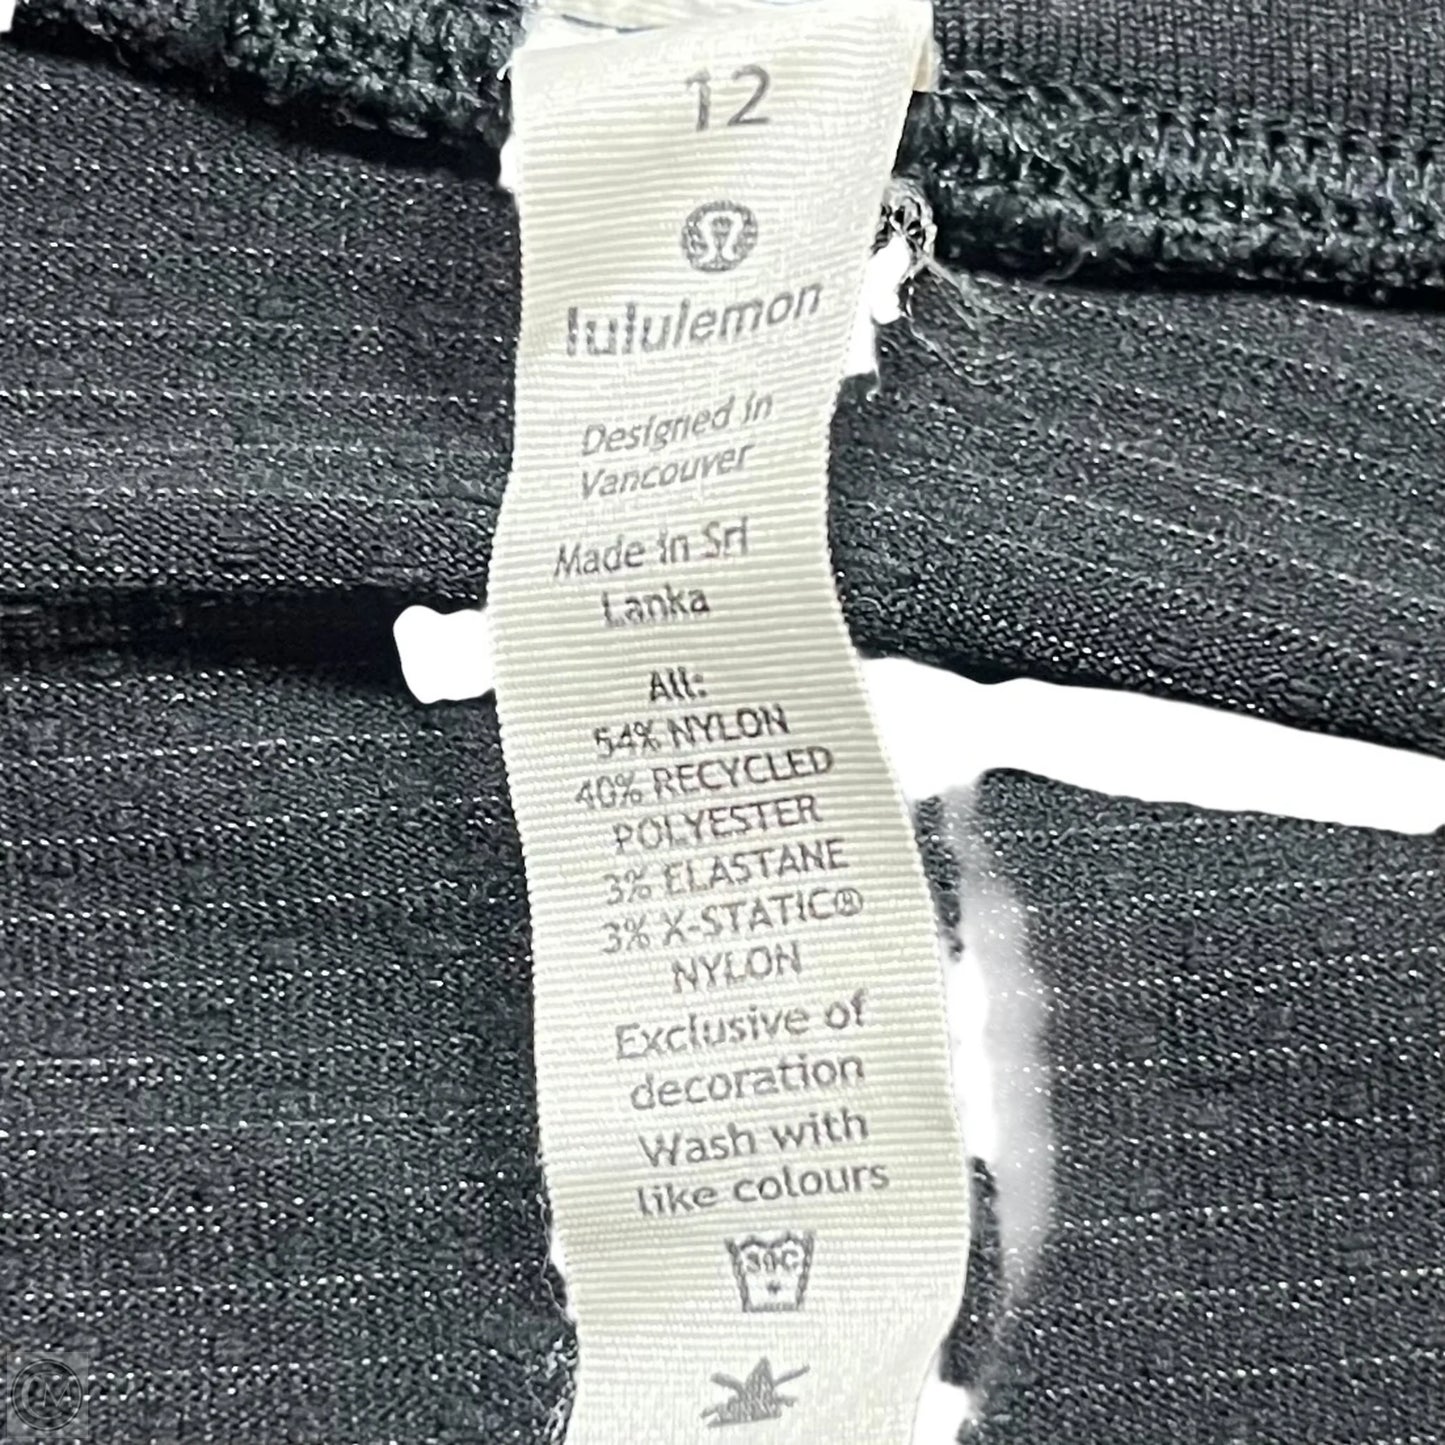 12
lululemon
Designed in
Vancouver
Made in Sri
Lanka
All:
54% NYLON
40% RECYCLED
POLYESTER
3% ELASTANE
3% X-STATIC®
NYLON
Exclusive of
decoration
Wash with
like colours
30°C